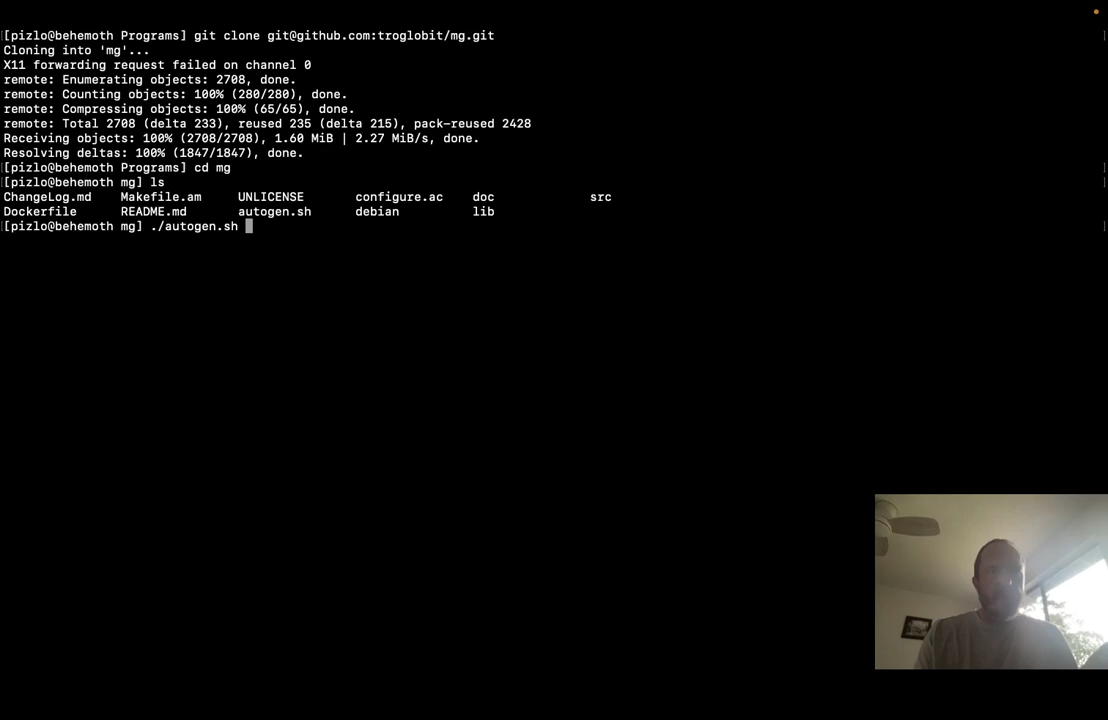 [pizlo@behemoth Programs] git clone git@github.com:troglobit/mg.git
Cloning into 'mg'...
X11 forwarding request failed on channel 0
remote: Enumerating objects: 2708, done.
remote: Counting objects: 100% (280/280), done.
remote: Compressing objects: 100% (65/65), done.
remote: Total 2708 (delta 233), reused 235 (delta 215), pack-reused 2428
Receiving objects: 100% (2708/2708), 1.60 MiB | 2.27 MiB/s, done.
Resolving deltas: 100% (1847/1847), done.
[pizlo@behemoth Programs] cd mg
[pizlo@behemoth mg] ls
ChangeLog.md Makefile.am UNLICENSE configure.ac doc src
Dockerfile README.md autogen.sh debian lib
[pizlo@behemoth mg] ./autogen.sh